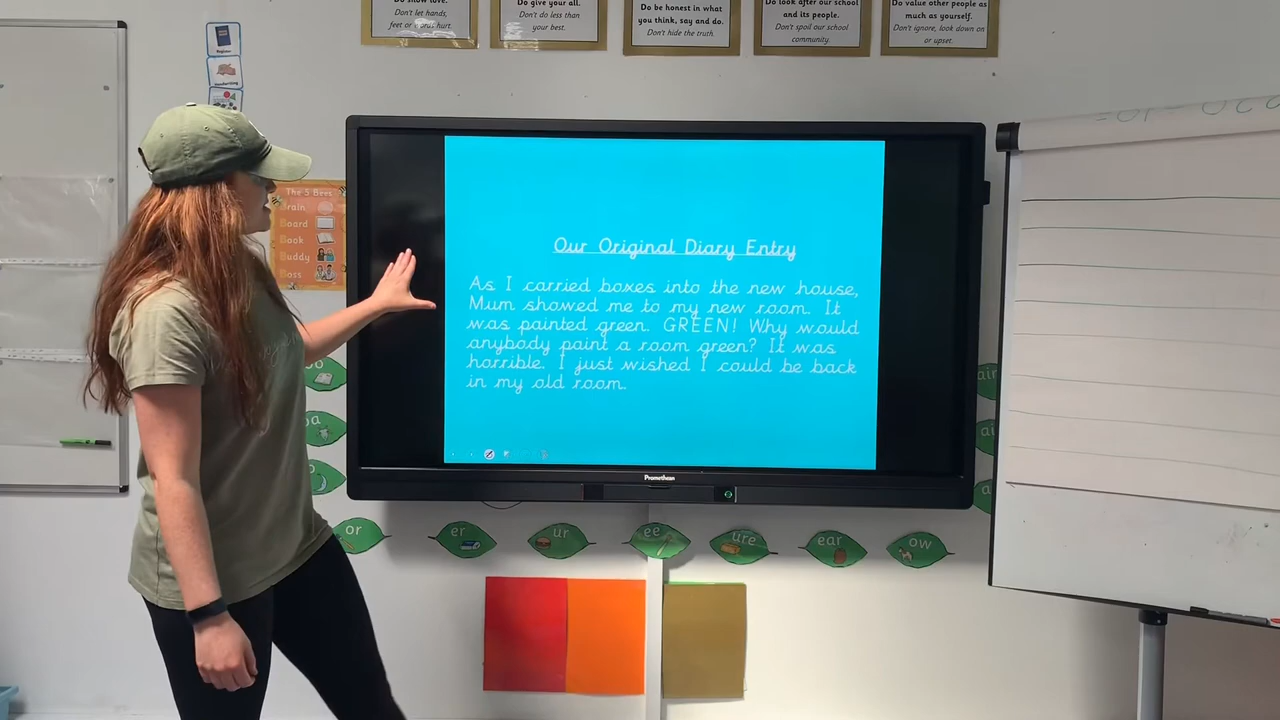 Do show love.
Don't let hands,
feet or words hurt.
Do give your all.
Don't do less than
your best.
Do be honest in what
you think, say and do.
Don't hide the truth.
Do look after our school
and its people.
Don't spoil our school
community.
Do value other people as
much as yourself.
Don't ignore, look down on
or upset.
The 5 Bees
Brain
Board
Book
Buddy
Boss
Our Original Diary Entry
As I carried boxes into the new house,
Mum showed me to my new room. It
was painted green. GREEN! Why would
anybody paint a room green? It was
horrible. I just wished I could be back
in my old room.
Promethean
or
er
ur
ee
ure
ear
ow